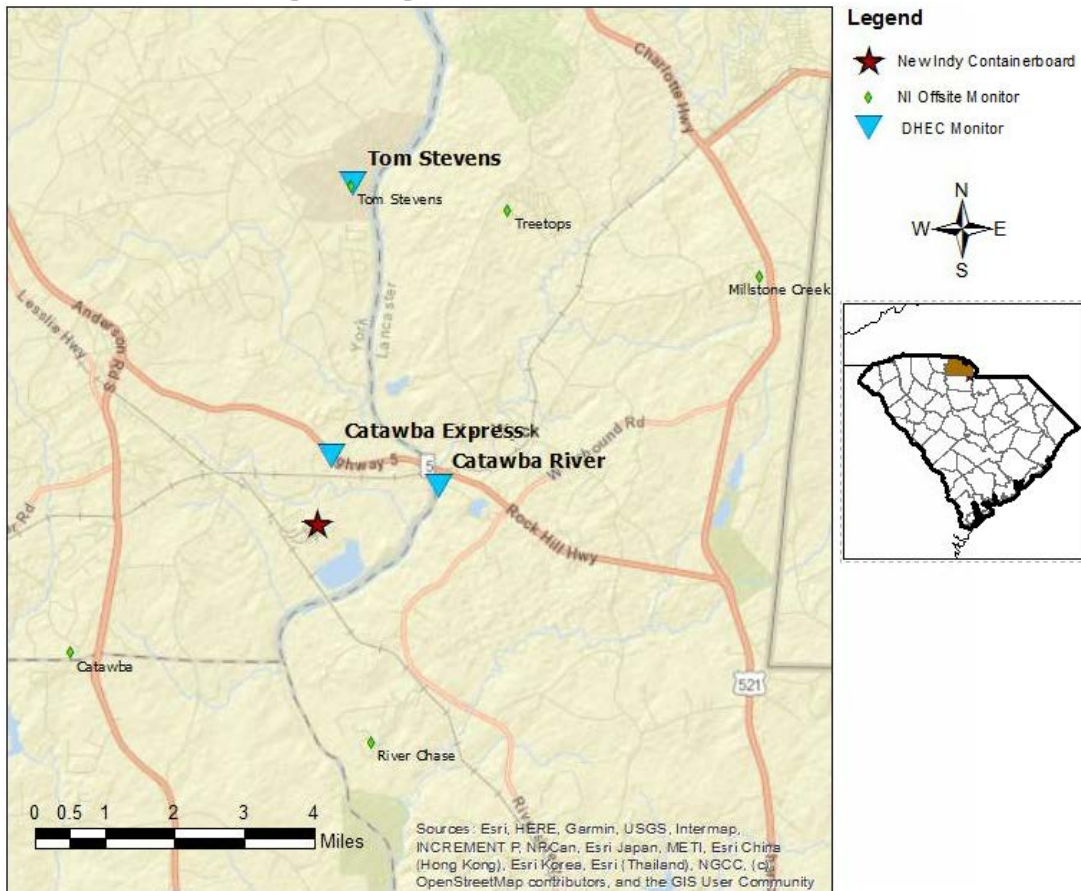 Legend
New Indy Containerboard
NI Offsite Monitor
DHEC Monitor
N
W E
S
Charlotte Hwy
Tom Stevens
Tom Stevens
Treetops
Millstone Creek
York
Lancaster
Lesslie Hwy
Anderson Rd S
Catawba Express
Highway 5
5
Catawba River
Rd
Rock Hill Hwy
Rd
Catawba
521
River Chase
0 0.5 1 2 3 4
Miles
Sources: Esri, HERE, Garmin, USGS, Intermap,
INCREMENT P, NRCan, Esri Japan, METI, Esri China
(Hong Kong), Esri Korea, Esri (Thailand), NGCC, (c)
OpenStreetMap contributors, and the GIS User Community